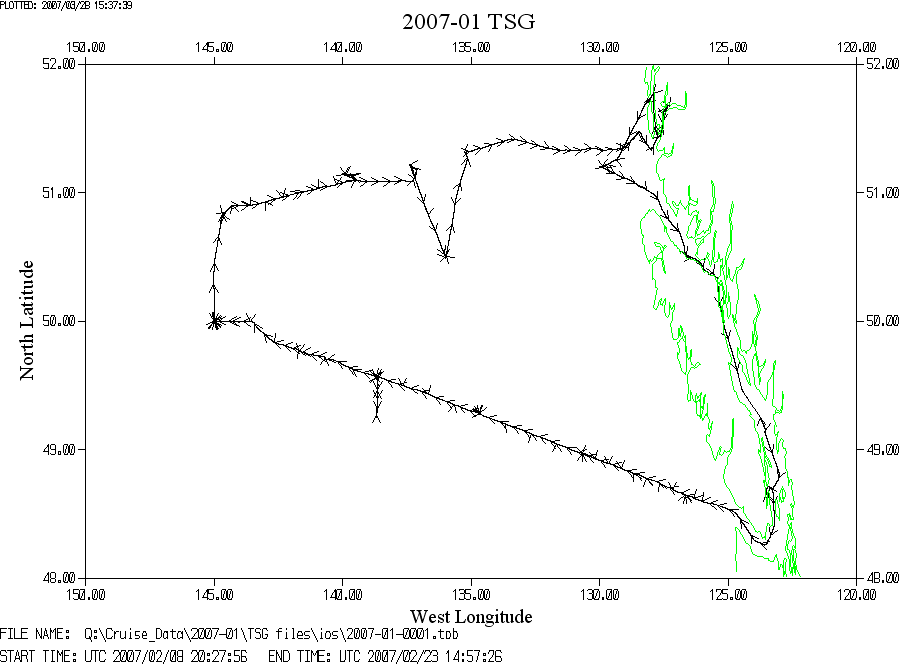 PLOTTED: 2007/03/28 15:37:39
2007-01 TSG
150.00 145.00 140.00 135.00 130.00 125.00 120.00
52.00 52.00
51.00 51.00
50.00 50.00
49.00 49.00
48.00 48.00
North Latitude
150.00 145.00 140.00 135.00 130.00 125.00 120.00
West Longitude
FILE NAME: Q:\Cruise_Data\2007-01\TSG files\ios\2007-01-0001.tob
START TIME: UTC 2007/02/08 20:27:56 END TIME: UTC 2007/02/23 14:57:26